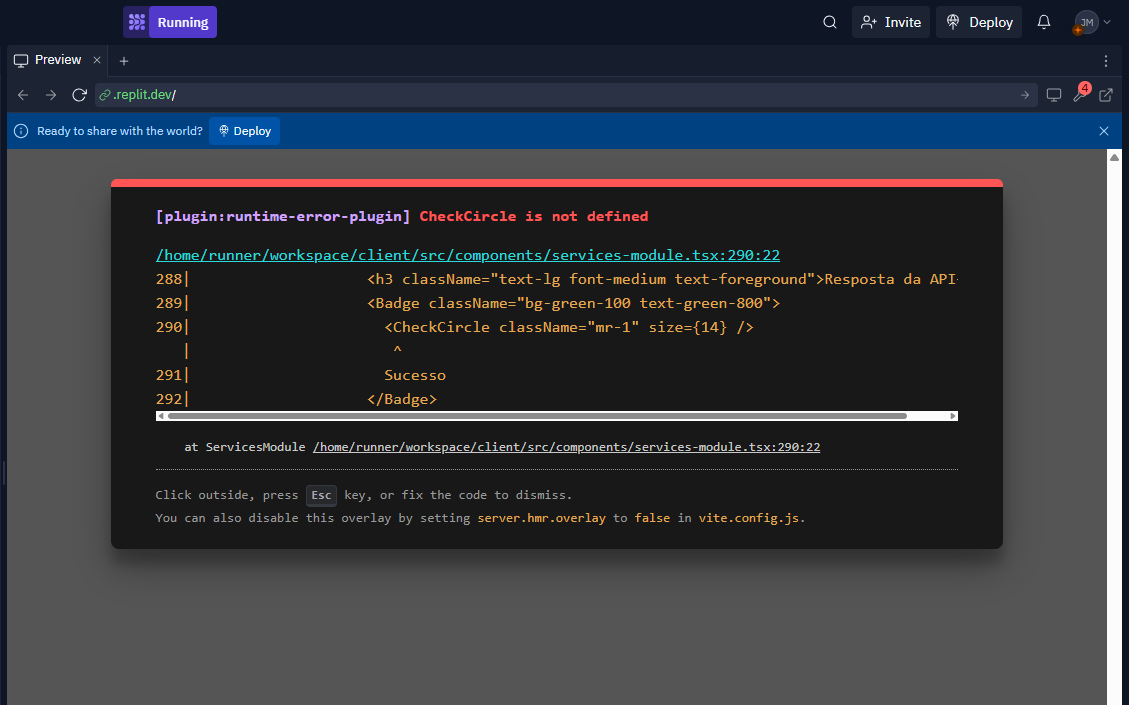 Running
Invite
Deploy
JM
Preview
.replit.dev/
4
Ready to share with the world? Deploy
[plugin:runtime-error-plugin] CheckCircle is not defined
/home/runner/workspace/client/src/components/services-module.tsx:290:22
288| <h3 className="text-lg font-medium text-foreground">Resposta da API
289| <Badge className="bg-green-100 text-green-800">
290| <CheckCircle className="mr-1" size={14} />
| ^
291| Sucesso
292| </Badge>
at ServicesModule /home/runner/workspace/client/src/components/services-module.tsx:290:22
Click outside, press Esc key, or fix the code to dismiss.
You can also disable this overlay by setting server.hmr.overlay to false in vite.config.js.